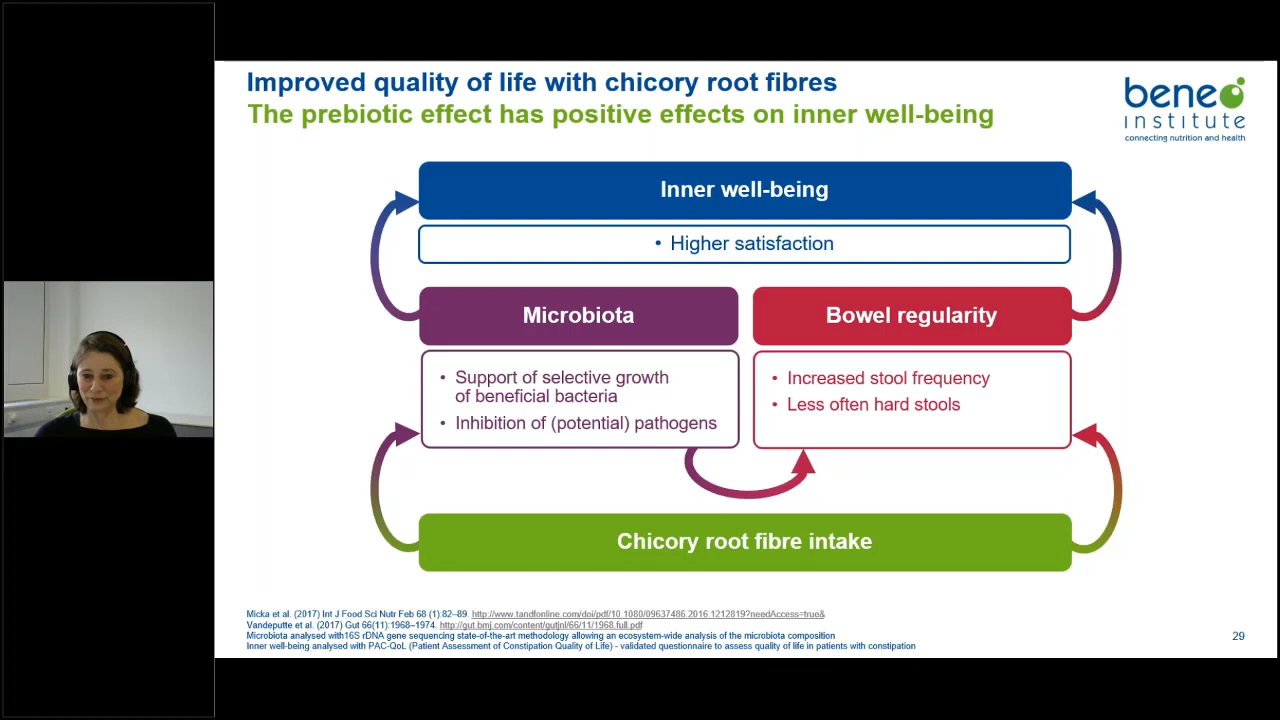 Improved quality of life with chicory root fibres
The prebiotic effect has positive effects on inner well-being
beneo
institute
connecting nutrition and health
Inner well-being
• Higher satisfaction
Microbiota
• Support of selective growth
of beneficial bacteria
• Inhibition of (potential) pathogens
Bowel regularity
• Increased stool frequency
• Less often hard stools
Chicory root fibre intake
Micka et al. (2017) Int J Food Sci Nutr Feb 68 (1):82–89. http://www.tandfonline.com/doi/pdf/10.1080/09637486.2016.1212819?needAccess=true&
Vandeputte et al. (2017) Gut 66(11):1968–1974. http://gut.bmj.com/content/gutjnl/66/11/1968.full.pdf
Microbiota analysed with16S rDNA gene sequencing state-of-the-art methodology allowing an ecosystem-wide analysis of the microbiota composition
Inner well-being analysed with PAC-QoL (Patient Assessment of Constipation Quality of Life) - validated questionnaire to assess quality of life in patients with constipation
29